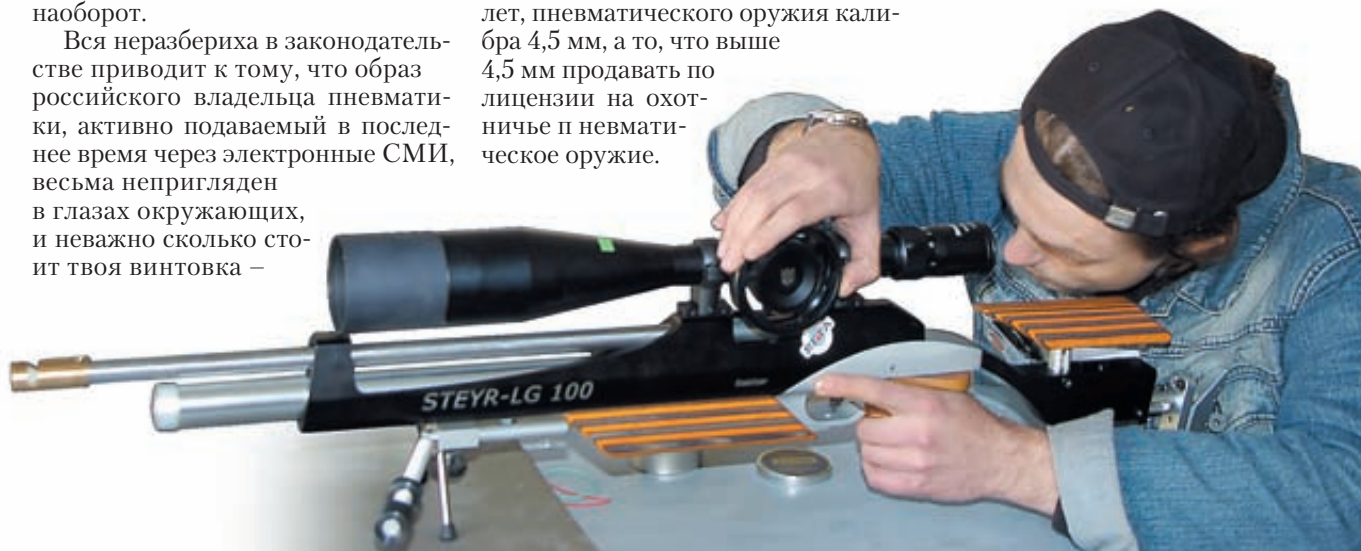 наоборот.
Вся неразбериха в законодатель-
стве приводит к тому, что образ
российского владельца пневмати-
ки, активно подаваемый в послед-
нее время через электронные СМИ,
весьма непригляден
в глазах окружающих,
и неважно сколько сто-
ит твоя винтовка –
лет, пневматического оружия кали-
бра 4,5 мм, а то, что выше
4,5 мм продавать по
лицензии на охот-
ничье п невмати-
ческое оружие.
STEYR-LG 100